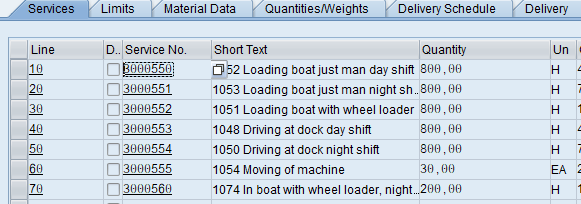 Services Limits Material Data Quantities/Weights Delivery Schedule Delivery
Line D.. Service No. Short Text Quantity Un
10 3000550 52 Loading boat just man day shift 800,00 H
20 3000551 1053 Loading boat just man night sh... 800,00 H
30 3000552 1051 Loading boat with wheel loader 800,00 H
40 3000553 1048 Driving at dock day shift 800,00 H
50 3000554 1050 Driving at dock night shift 800,00 H
60 3000555 1054 Moving of machine 30,00 EA
70 3000560 1074 In boat with wheel loader, night... 200,00 H